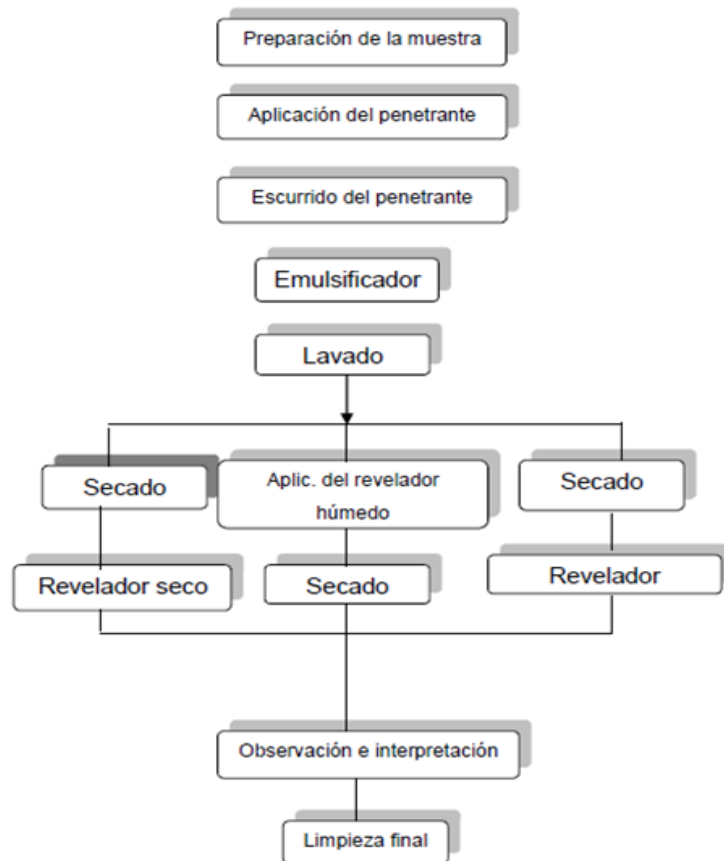 Preparación de la muestra
Aplicación del penetrante
Escurrido del penetrante
Emulsificador
Lavado
Secado
Aplic. del revelador
húmedo
Secado
Revelador seco
Secado
Revelador
Observación e interpretación
Limpieza final